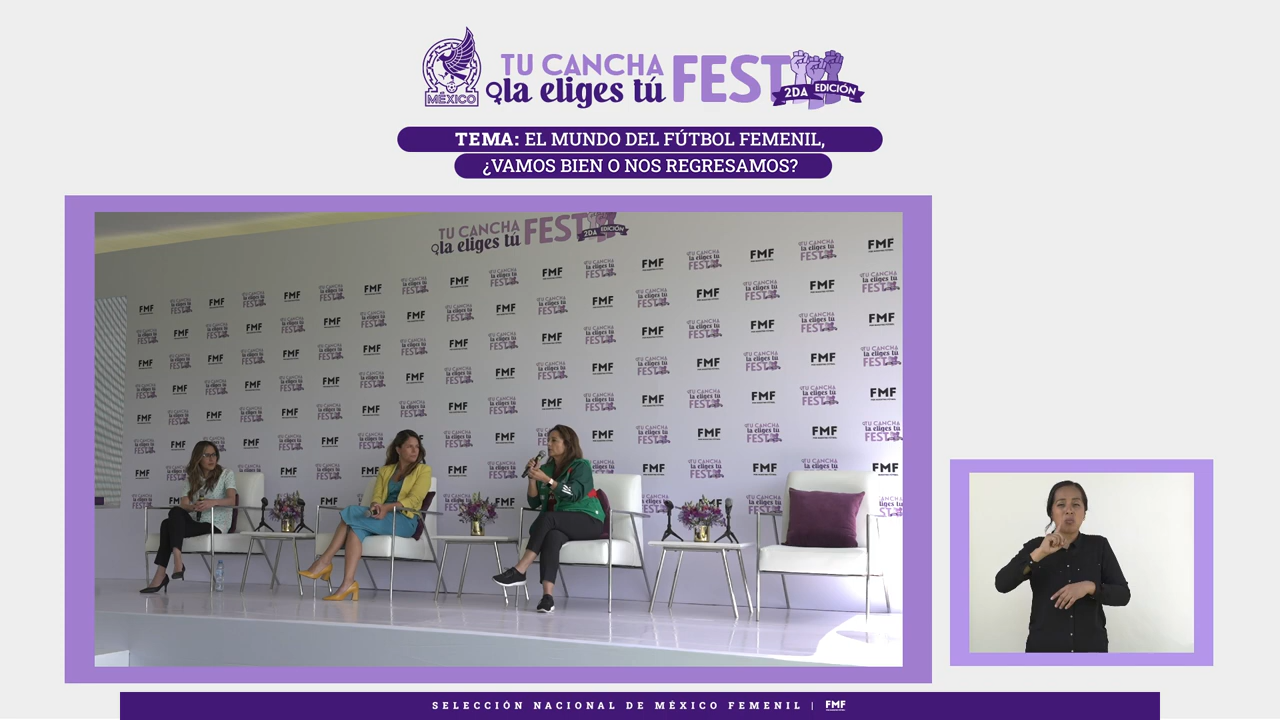 MÉXICO
TU CANCHA
la eliges tú
FEST
2DA EDICIÓN
TEMA: EL MUNDO DEL FÚTBOL FEMENIL,
¿VAMOS BIEN O NOS REGRESAMOS?
TU CANCHA
la eliges tú
FEST
2DA EDICIÓN
FMF
SELECCIÓN NACIONAL DE MÉXICO FEMENIL | FMF